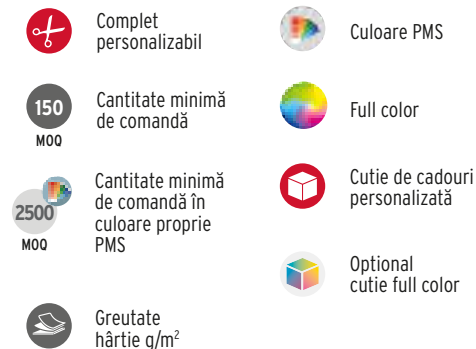 Complet
personalizabil
150
MOQ
Cantitate minimă
de comandă
2500
MOQ
Cantitate minimă
de comandă în
culoare proprie
PMS
Greutate
hârtie g/m²
Culoare PMS
Full color
Cutie de cadouri
personalizată
Optional
cutie full color